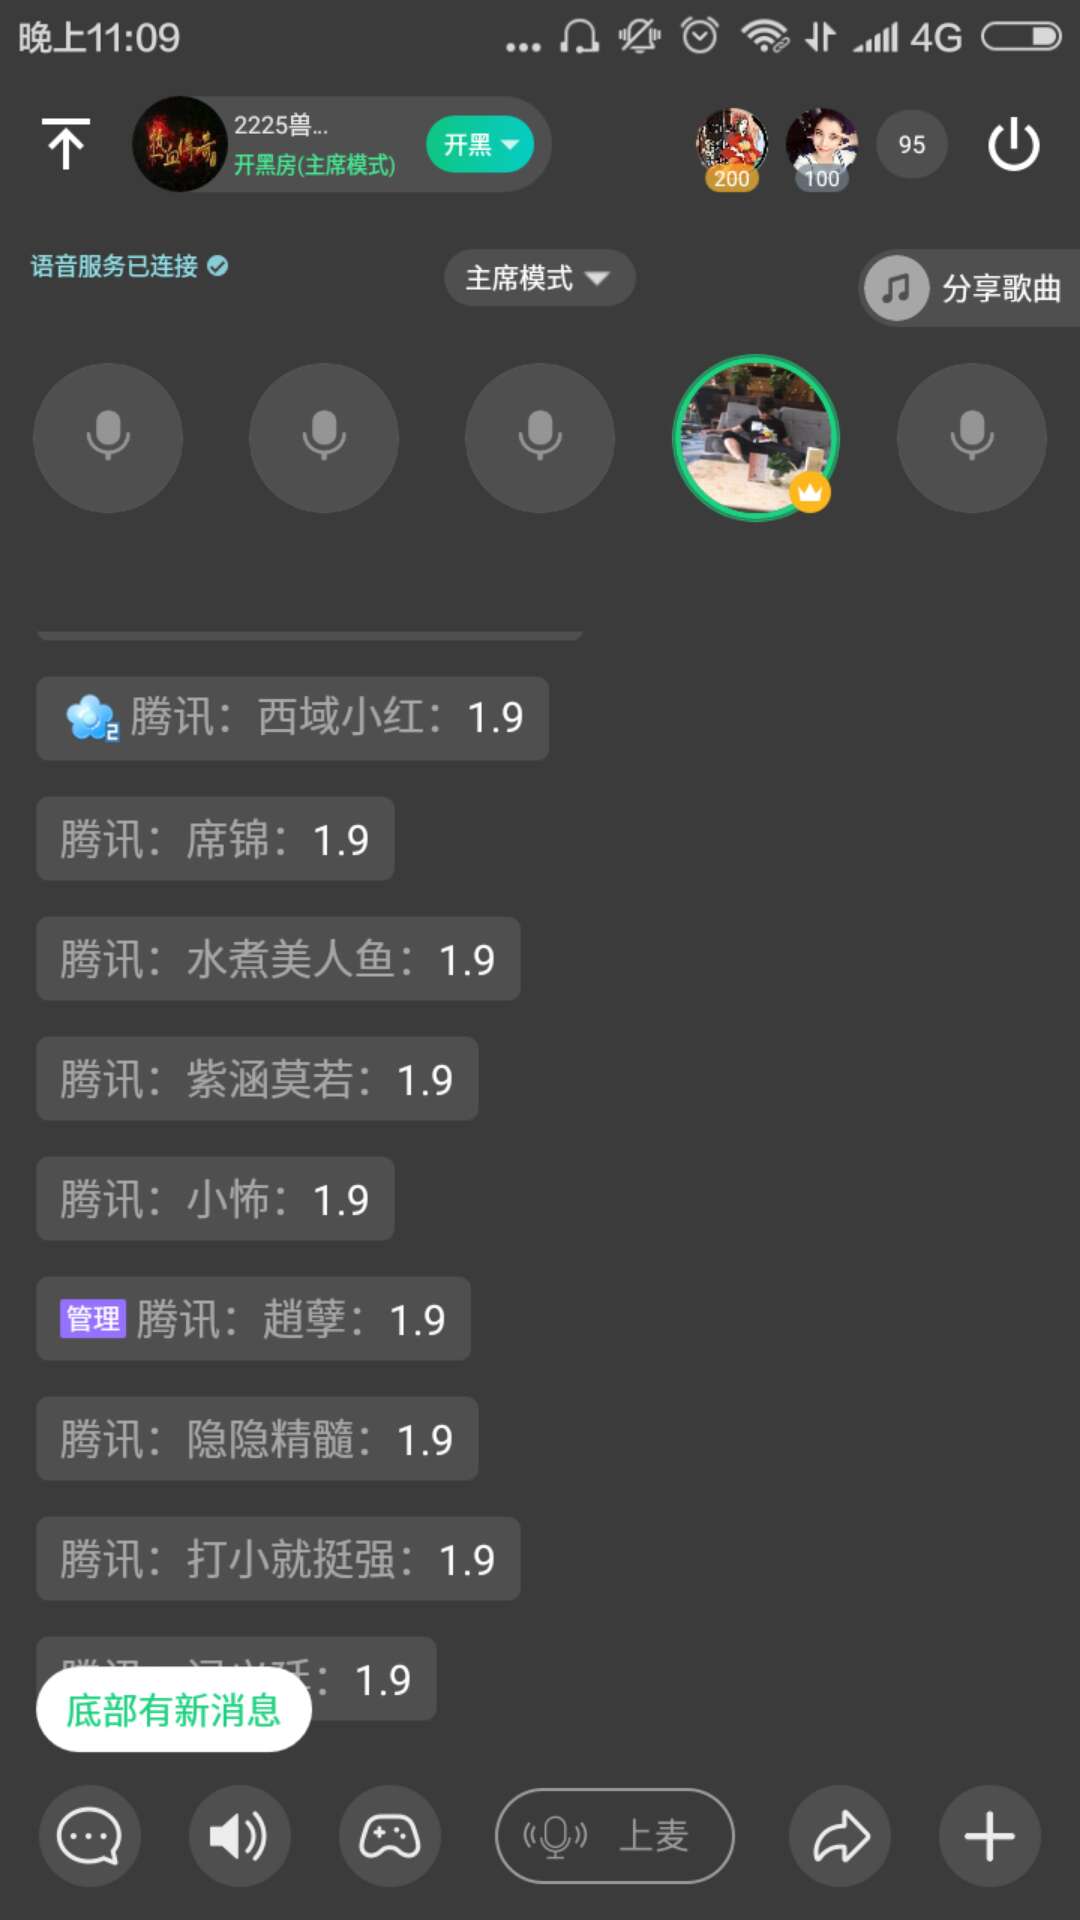 晚上11:09
4G
热血传奇
2225兽...
开黑房(主席模式)
开黑
200
100
95
语音服务已连接
主席模式
分享歌曲
2 腾讯：西域小红：1.9
腾讯：席锦：1.9
腾讯：水煮美人鱼：1.9
腾讯：紫涵莫若：1.9
腾讯：小怖：1.9
管理 腾讯：趙孽：1.9
腾讯：隐隐精髓：1.9
腾讯：打小就挺强：1.9
1.9
底部有新消息
上麦